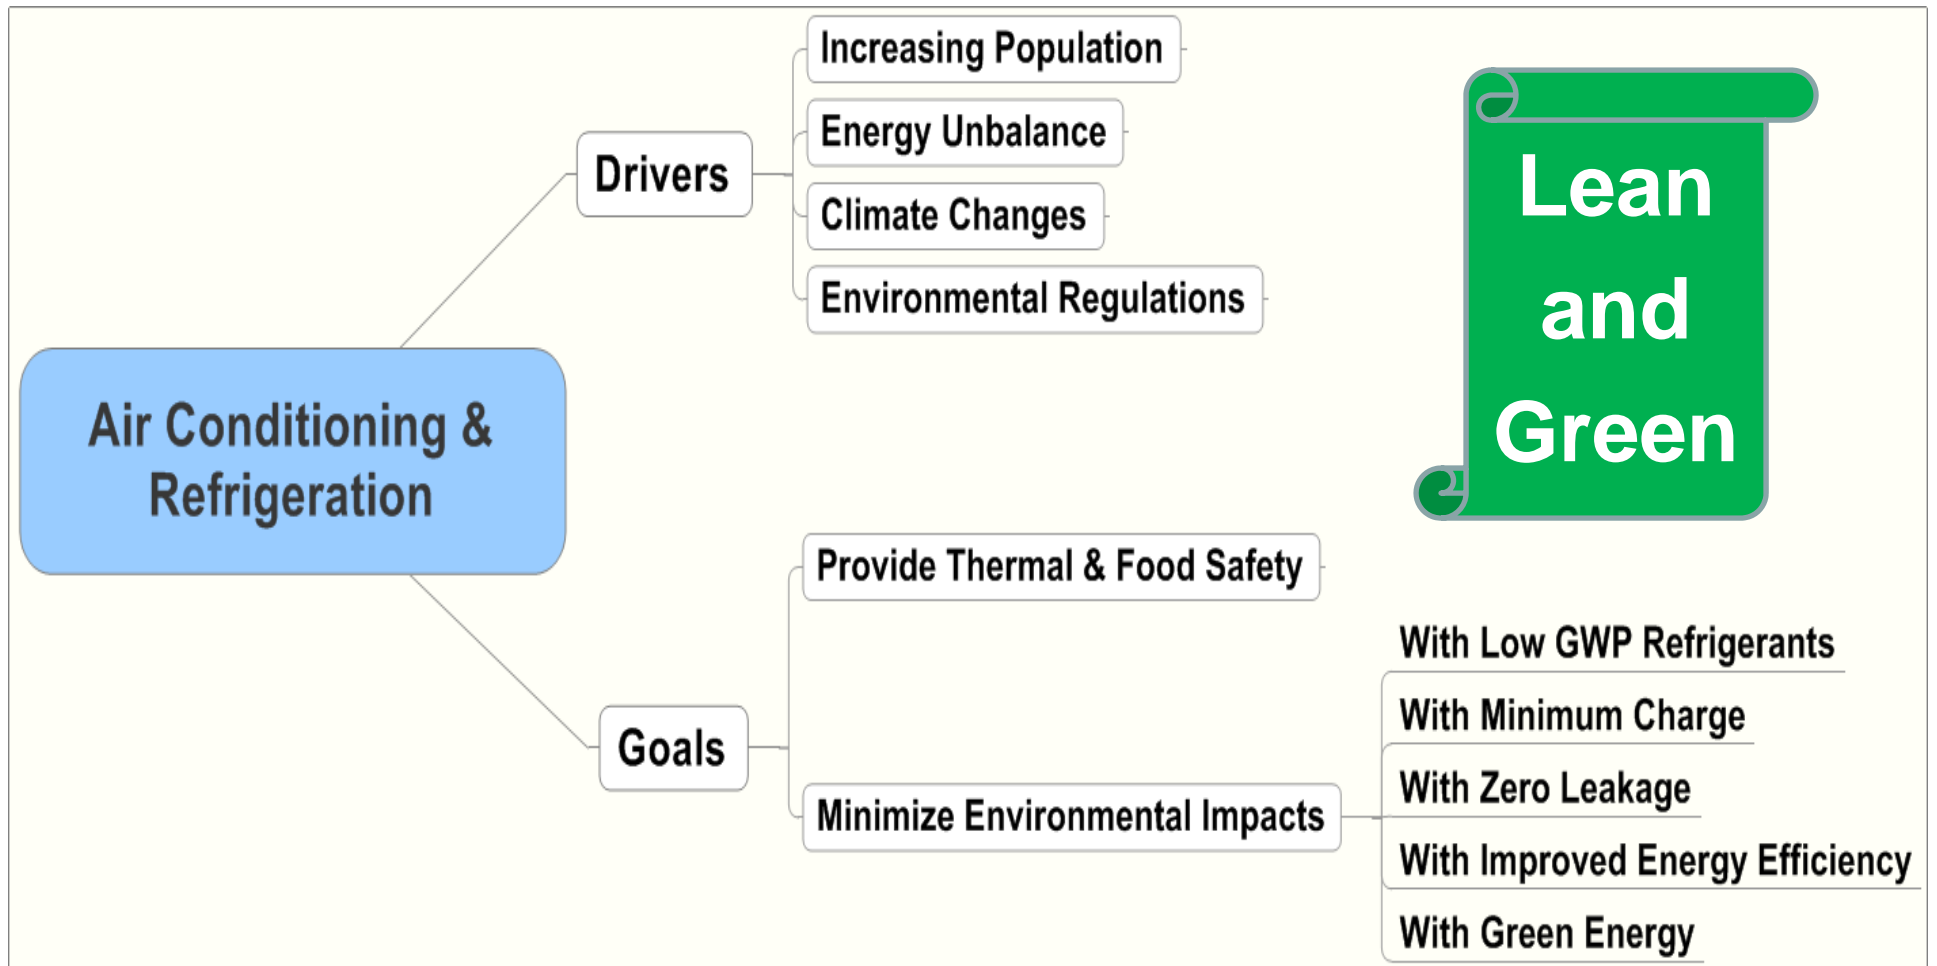 Air Conditioning &
Refrigeration
Drivers
Increasing Population
Energy Unbalance
Climate Changes
Environmental Regulations
Goals
Provide Thermal & Food Safety
Minimize Environmental Impacts
With Low GWP Refrigerants
With Minimum Charge
With Zero Leakage
With Improved Energy Efficiency
With Green Energy
Lean
and
Green